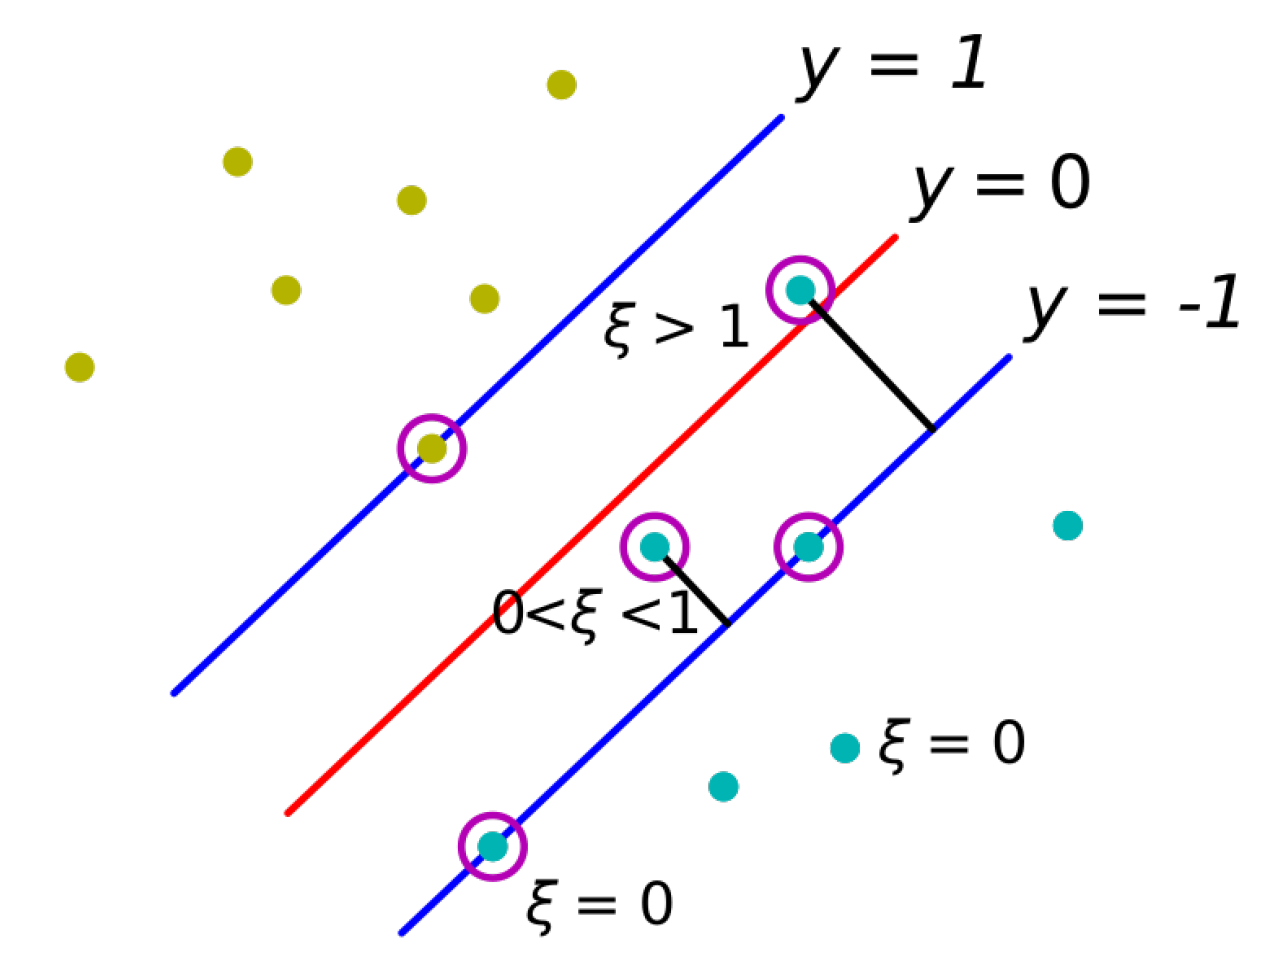 y = 1
y = 0
y = -1
ξ > 1
0<ξ <1
ξ = 0
ξ = 0